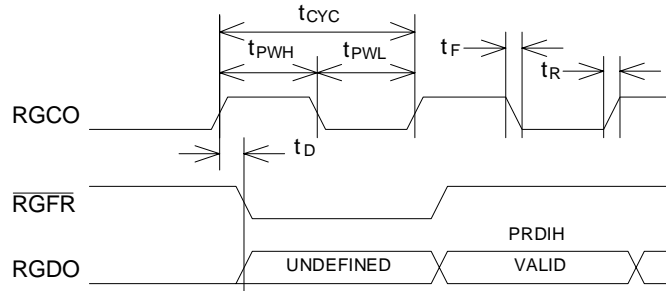 tCYC
tPWH tPWL tF
tR
RGCO
tD
RGFR
PRDIH
RGDO UNDEFINED VALID